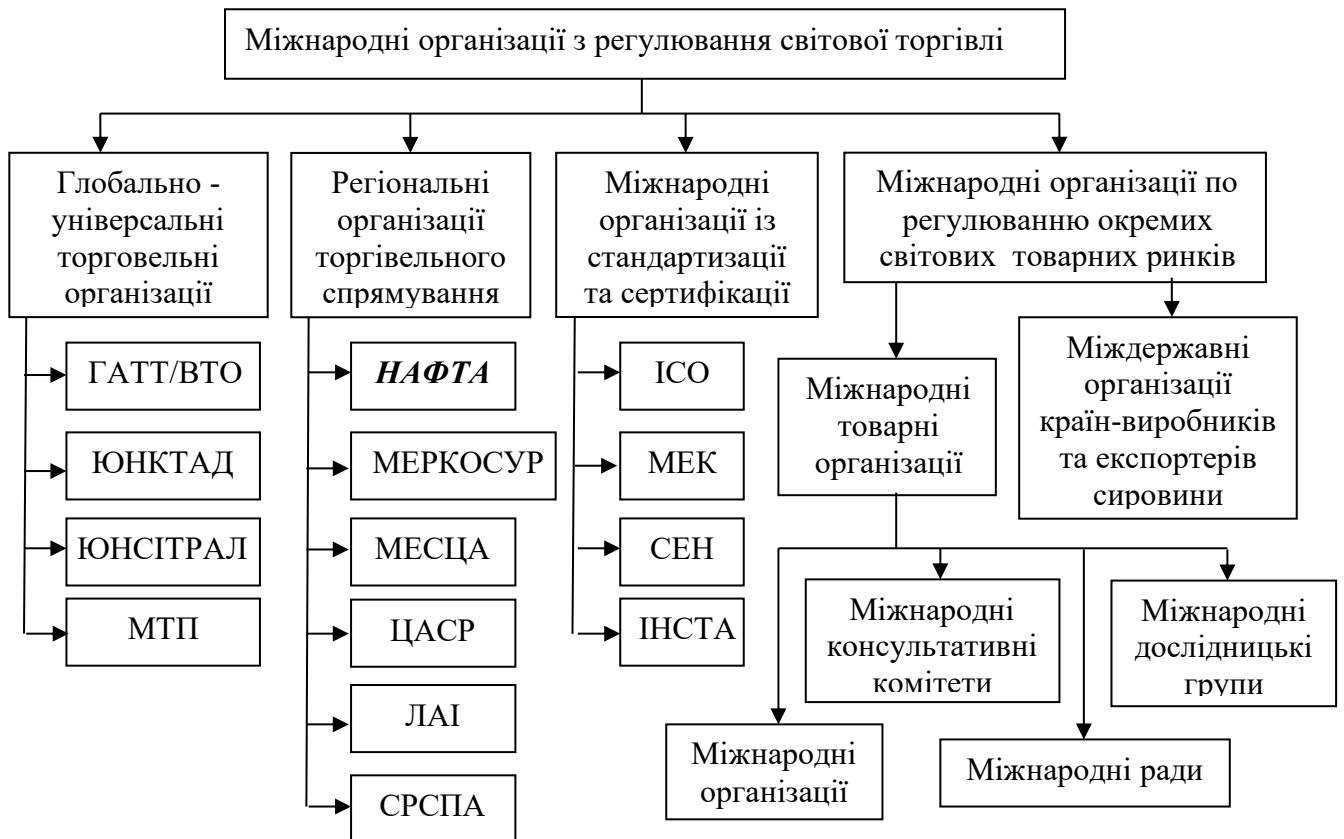 Міжнародні організації з регулювання світової торгівлі
Глобально -
універсальні
торговельні
організації
Регіональні
організації
торгівельного
спрямування
Міжнародні
організації із
стандартизації
та сертифікації
Міжнародні організації по
регулюванню окремих
світових товарних ринків
ГАТТ/ВТО
ЮНКТАД
ЮНСІТРАЛ
МТП
НАФТА
МЕРКОСУР
МЕСЦА
ЦАСР
ЛАІ
СРСПА
ІСО
МЕК
СЕН
ІНСТА
Міжнародні
товарні
організації
Міждержавні
організації
країн-виробників
та експортерів
сировини
Міжнародні
консультативні
комітети
Міжнародні
дослідницькі
групи
Міжнародні
організації
Міжнародні ради